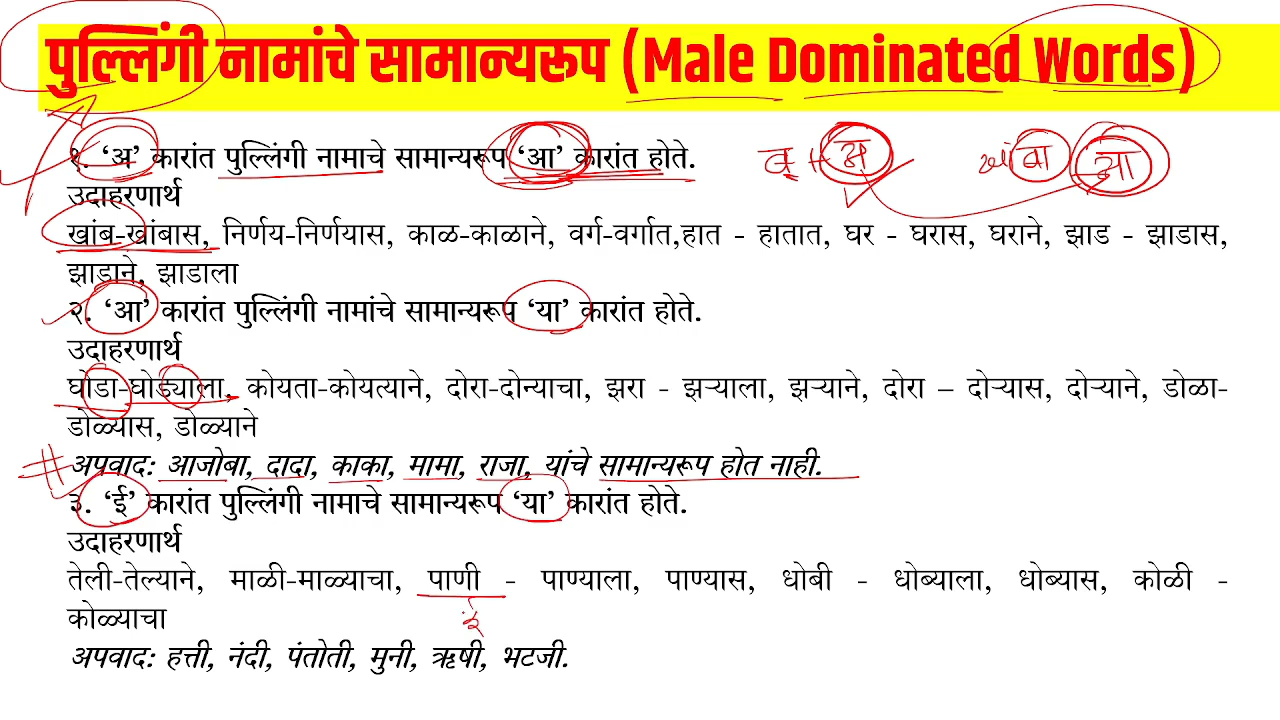 पुल्लिंगी नामांचे सामान्यरूप (Male Dominated Words)
१. ‘अ’ कारांत पुल्लिंगी नामाचे सामान्यरूप ‘आ’ कारांत होते.
व + अ
खांबा आ
उदाहरणार्थ
खांब-खांबास, निर्णय-निर्णयास, काळ-काळाने, वर्ग-वर्गात,हात - हातात, घर - घरास, घराने, झाड - झाडास,
झाडाने, झाडाला
२. ‘आ’ कारांत पुल्लिंगी नामांचे सामान्यरूप ‘या’ कारांत होते.
उदाहरणार्थ
घोडा-घोड्याला, कोयता-कोयत्याने, दोरा-दोन्याचा, झरा - झऱ्याला, झऱ्याने, दोरा – दोऱ्यास, दोऱ्याने, डोळा-
डोळ्यास, डोळ्याने
अपवाद: आजोबा, दादा, काका, मामा, राजा, यांचे सामान्यरूप होत नाही.
३. ‘ई’ कारांत पुल्लिंगी नामाचे सामान्यरूप ‘या’ कारांत होते.
उदाहरणार्थ
तेली-तेल्याने, माळी-माळ्याचा, पाणी - पाण्याला, पाण्यास, धोबी - धोब्याला, धोब्यास, कोळी -
ई
कोळ्याचा
अपवाद: हत्ती, नंदी, पंतोती, मुनी, ऋषी, भटजी.